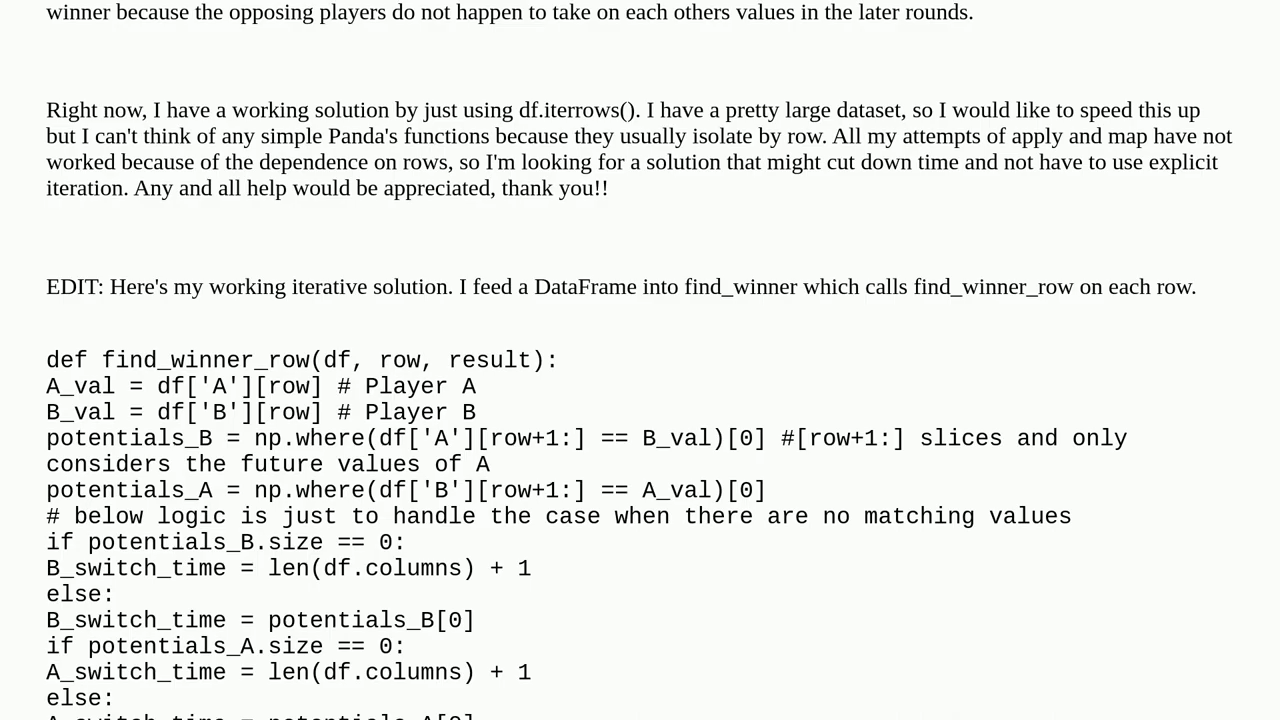 winner because the opposing players do not happen to take on each others values in the later rounds.
Right now, I have a working solution by just using df.iterrows(). I have a pretty large dataset, so I would like to speed this up
but I can't think of any simple Panda's functions because they usually isolate by row. All my attempts of apply and map have not
worked because of the dependence on rows, so I'm looking for a solution that might cut down time and not have to use explicit
iteration. Any and all help would be appreciated, thank you!!
EDIT: Here's my working iterative solution. I feed a DataFrame into find_winner which calls find_winner_row on each row.
def find_winner_row(df, row, result):
A_val = df['A'][row] # Player A
B_val = df['B'][row] # Player B
potentials_B = np.where(df['A'][row+1:] == B_val)[0] #[row+1:] slices and only
considers the future values of A
potentials_A = np.where(df['B'][row+1:] == A_val)[0]
# below logic is just to handle the case when there are no matching values
if potentials_B.size == 0:
B_switch_time = len(df.columns) + 1
else:
B_switch_time = potentials_B[0]
if potentials_A.size == 0:
A_switch_time = len(df.columns) + 1
else:
A_switch_time = potentials_A[0]